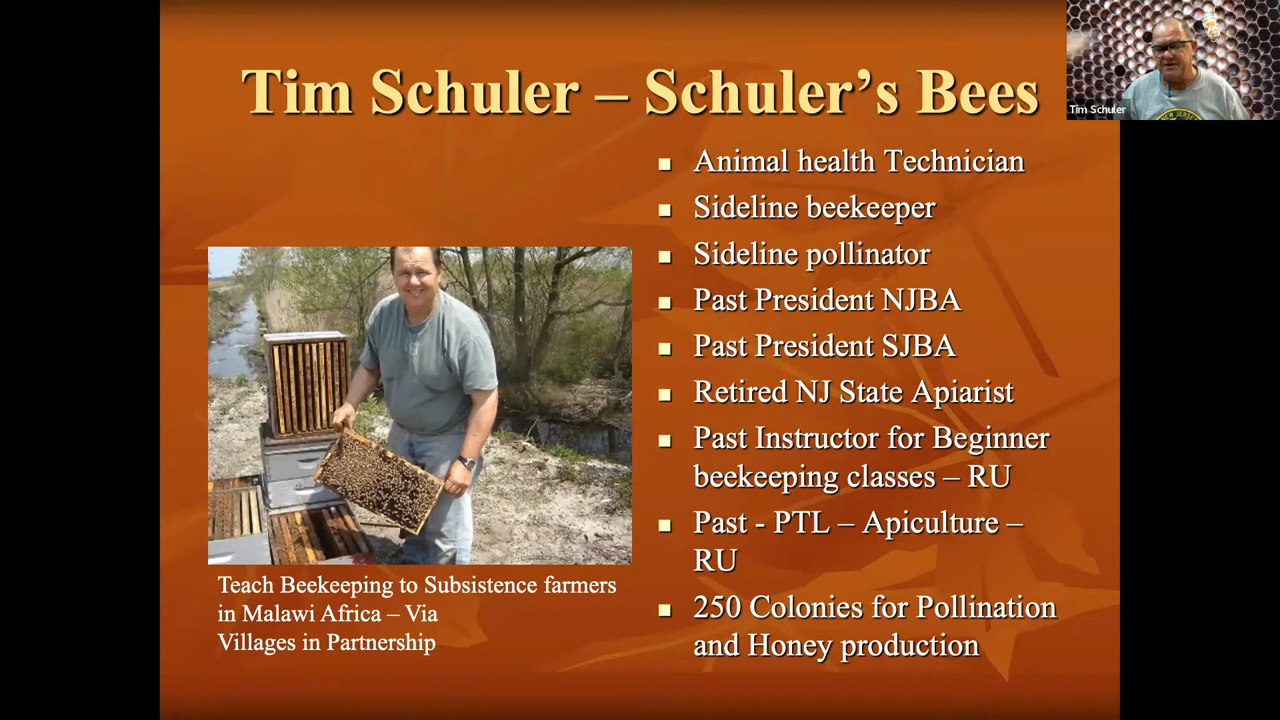 Tim Schuler – Schuler's Bees
Tim Schuler
NEW JERSEY
Animal health Technician
Sideline beekeeper
Sideline pollinator
Past President NJBA
Past President SJBA
Retired NJ State Apiarist
Past Instructor for Beginner
beekeeping classes – RU
Past - PTL – Apiculture –
RU
250 Colonies for Pollination
and Honey production
Teach Beekeeping to Subsistence farmers
in Malawi Africa – Via
Villages in Partnership